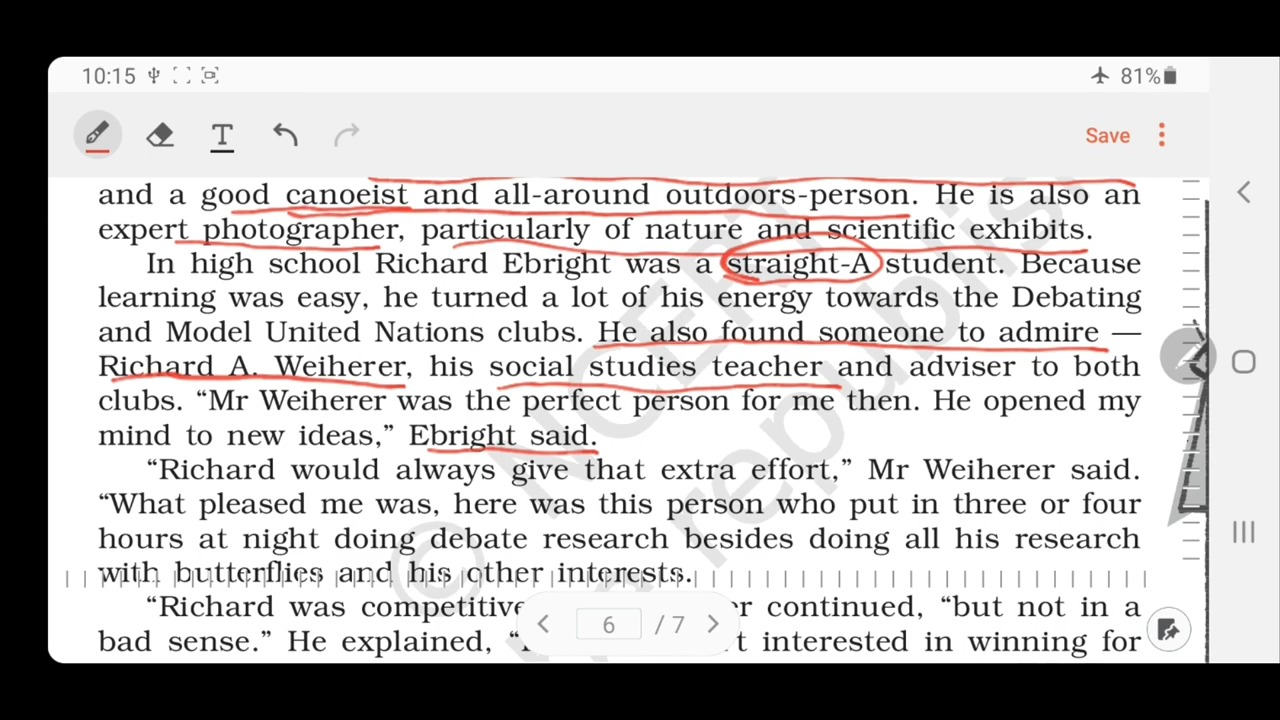 10:15 81%
T Save
and a good canoeist and all-around outdoors-person. He is also an
expert photographer, particularly of nature and scientific exhibits.
In high school Richard Ebright was a straight-A student. Because
learning was easy, he turned a lot of his energy towards the Debating
and Model United Nations clubs. He also found someone to admire —
Richard A. Weiherer, his social studies teacher and adviser to both
clubs. “Mr Weiherer was the perfect person for me then. He opened my
mind to new ideas,” Ebright said.
“Richard would always give that extra effort,” Mr Weiherer said.
“What pleased me was, here was this person who put in three or four
hours at night doing debate research besides doing all his research
with butterflies and his other interests.
“Richard was competitive continued, “but not in a
bad sense.” He explained, “ interested in winning for
6 / 7
© NCERT
republis